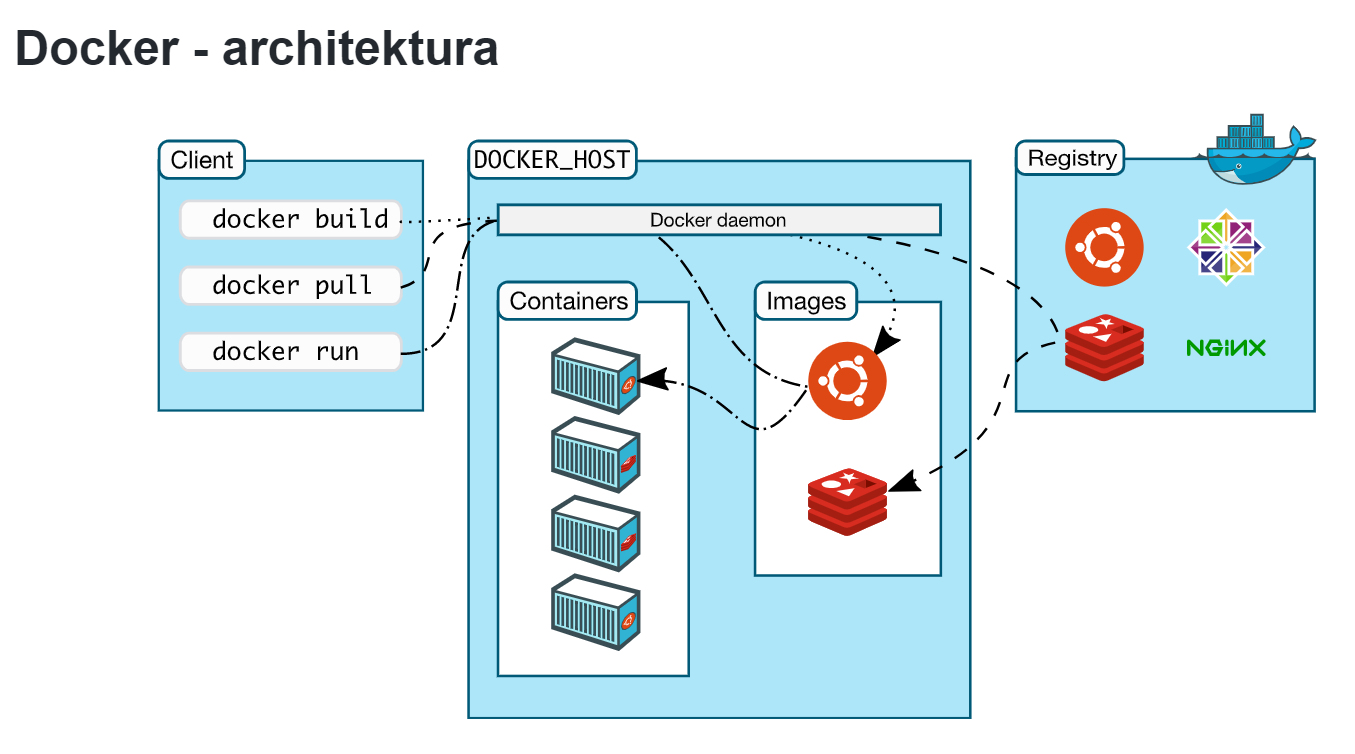 Docker - architektura
Client
docker build
docker pull
docker run
DOCKER_HOST
Docker daemon
Containers
Images
Registry
NGINX